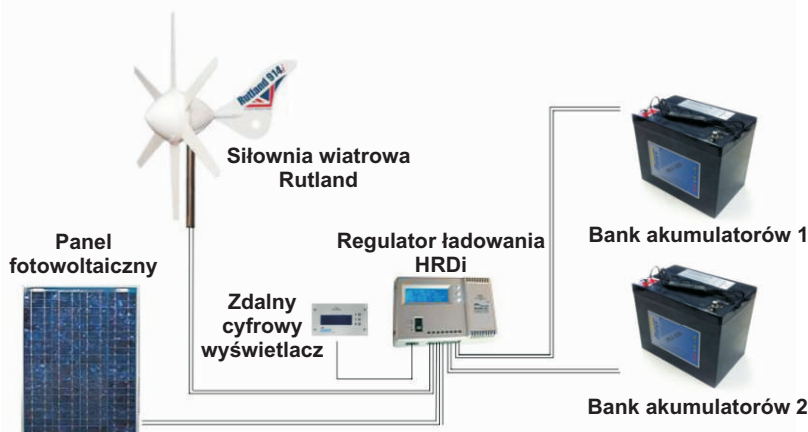 Rutland 914i
Siłownia wiatrowa
Rutland
Panel
fotowoltaiczny
Regulator ładowania
HRDi
Zdalny
cyfrowy
wyświetlacz
Bank akumulatorów 1
Bank akumulatorów 2